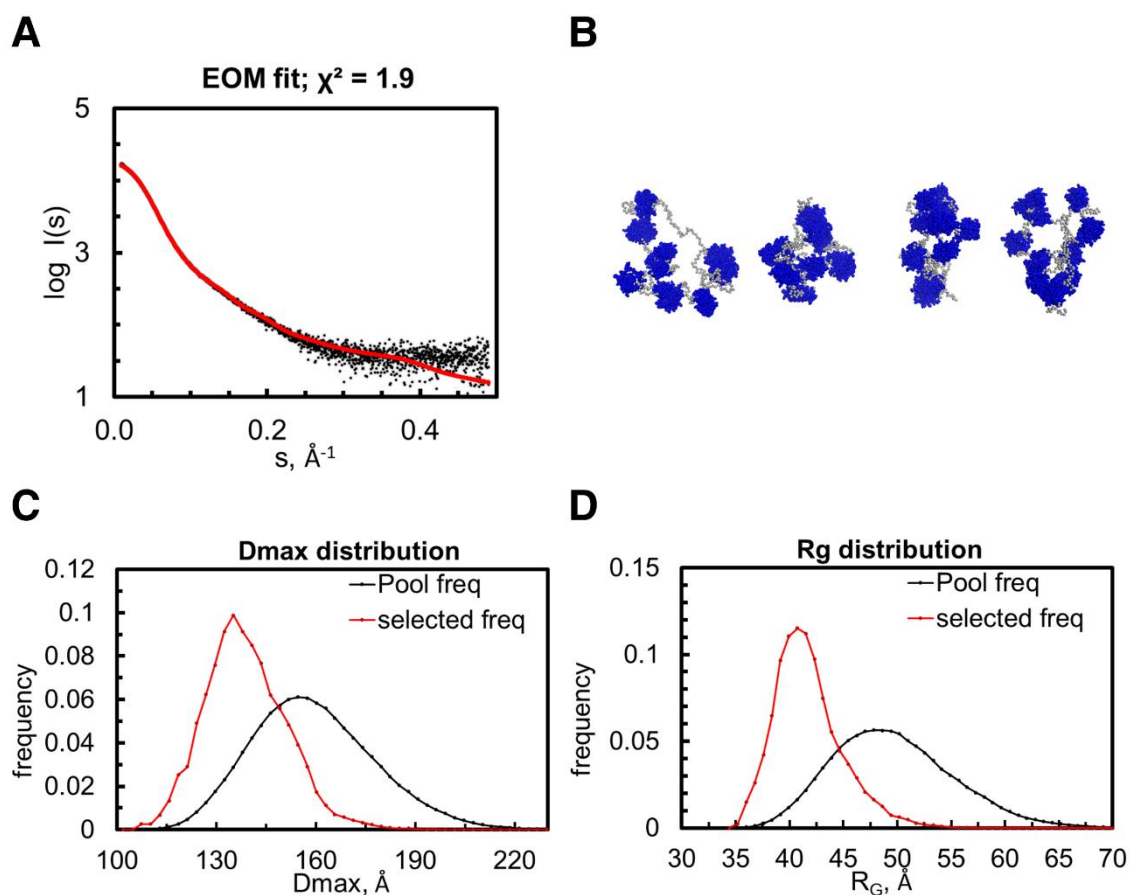 A
EOM fit; χ² = 1.9
5
3
1
log I(s)
0.0
0.2
0.4
s, Å⁻¹
B
C
Dmax distribution
Pool freq
selected freq
0.12
0.1
0.08
0.06
0.04
0.02
0
frequency
100
130
160
190
220
Dmax, Å
D
Rg distribution
Pool freq
selected freq
0.15
0.1
0.05
0
frequency
30
35
40
45
50
55
60
65
70
R_G, Å